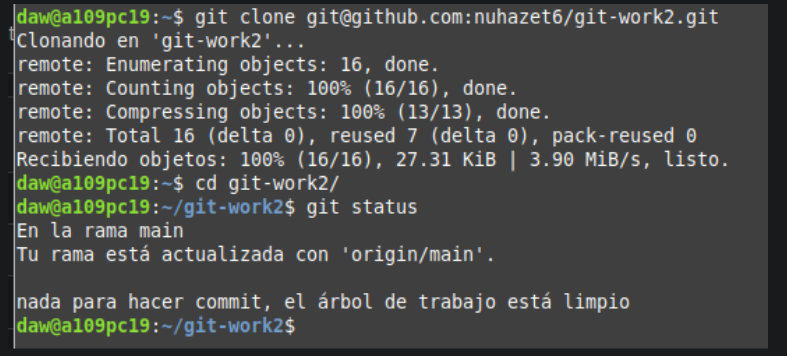 daw@a109pc19:~$ git clone git@github.com:nuhazet6/git-work2.git
Clonando en 'git-work2'...
remote: Enumerating objects: 16, done.
remote: Counting objects: 100% (16/16), done.
remote: Compressing objects: 100% (13/13), done.
remote: Total 16 (delta 0), reused 7 (delta 0), pack-reused 0
Recibiendo objetos: 100% (16/16), 27.31 KiB | 3.90 MiB/s, listo.
daw@a109pc19:~$ cd git-work2/
daw@a109pc19:~/git-work2$ git status
En la rama main
Tu rama está actualizada con 'origin/main'.

nada para hacer commit, el árbol de trabajo está limpio
daw@a109pc19:~/git-work2$